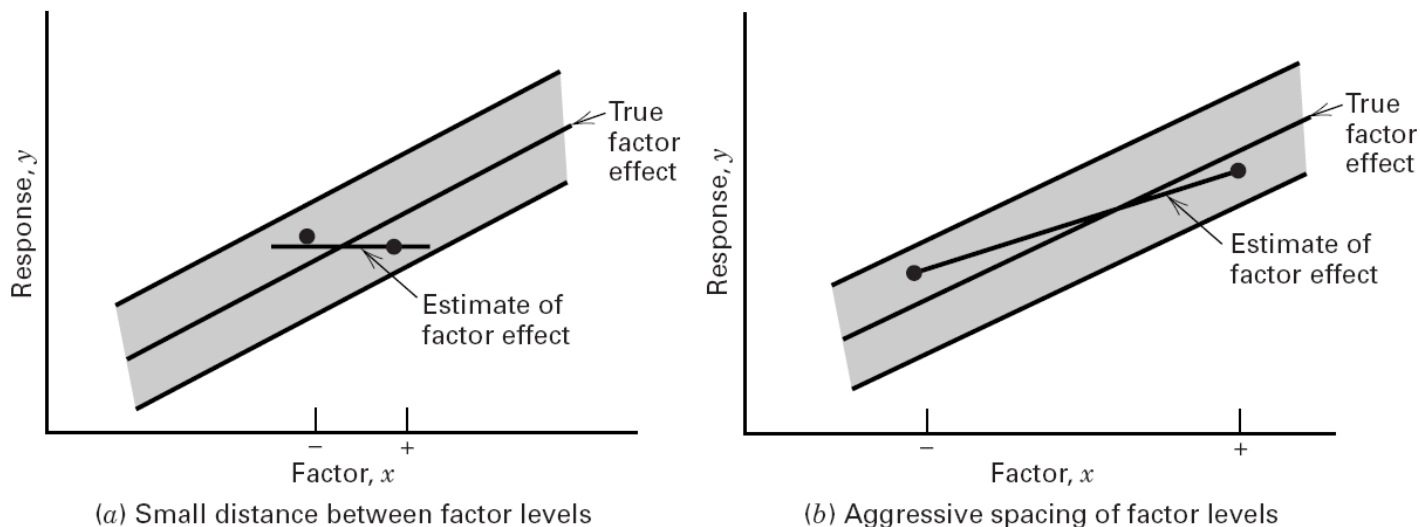 Response, y
True
factor
effect
Estimate of
factor effect
− +
Factor, x
(a) Small distance between factor levels
Response, y
True
factor
effect
Estimate of
factor effect
− +
Factor, x
(b) Aggressive spacing of factor levels